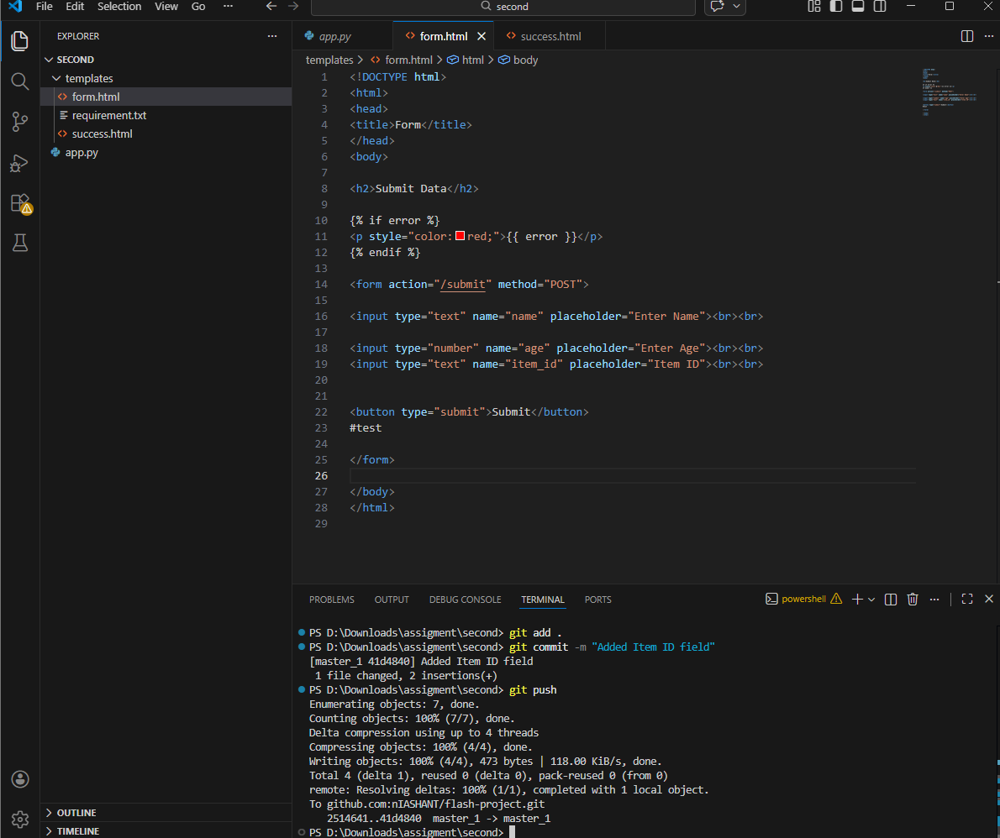 File Edit Selection View Go ···
second
EXPLORER ···
SECOND
templates
form.html
requirement.txt
success.html
app.py
OUTLINE
TIMELINE
app.py
form.html
success.html
templates > form.html > html > body
1 <!DOCTYPE html>
2 <html>
3 <head>
4 <title>Form</title>
5 </head>
6 <body>
7
8 <h2>Submit Data</h2>
9
10 {% if error %}
11 <p style="color:red;">{{ error }}</p>
12 {% endif %}
13
14 <form action="/submit" method="POST">
15
16 <input type="text" name="name" placeholder="Enter Name"><br><br>
17
18 <input type="number" name="age" placeholder="Enter Age"><br><br>
19 <input type="text" name="item_id" placeholder="Item ID"><br><br>
20
21
22 <button type="submit">Submit</button>
23 #test
24
25 </form>
26
27 </body>
28 </html>
29
PROBLEMS OUTPUT DEBUG CONSOLE TERMINAL PORTS
powershell
PS D:\Downloads\assigment\second> git add .
PS D:\Downloads\assigment\second> git commit -m "Added Item ID field"
[master_1 41d4840] Added Item ID field
1 file changed, 2 insertions(+)
PS D:\Downloads\assigment\second> git push
Enumerating objects: 7, done.
Counting objects: 100% (7/7), done.
Delta compression using up to 4 threads
Compressing objects: 100% (4/4), done.
Writing objects: 100% (4/4), 473 bytes | 118.00 KiB/s, done.
Total 4 (delta 1), reused 0 (delta 0), pack-reused 0 (from 0)
remote: Resolving deltas: 100% (1/1), completed with 1 local object.
To github.com:nIASHANT/flash-project.git
2514641..41d4840  master_1 -> master_1
PS D:\Downloads\assigment\second>